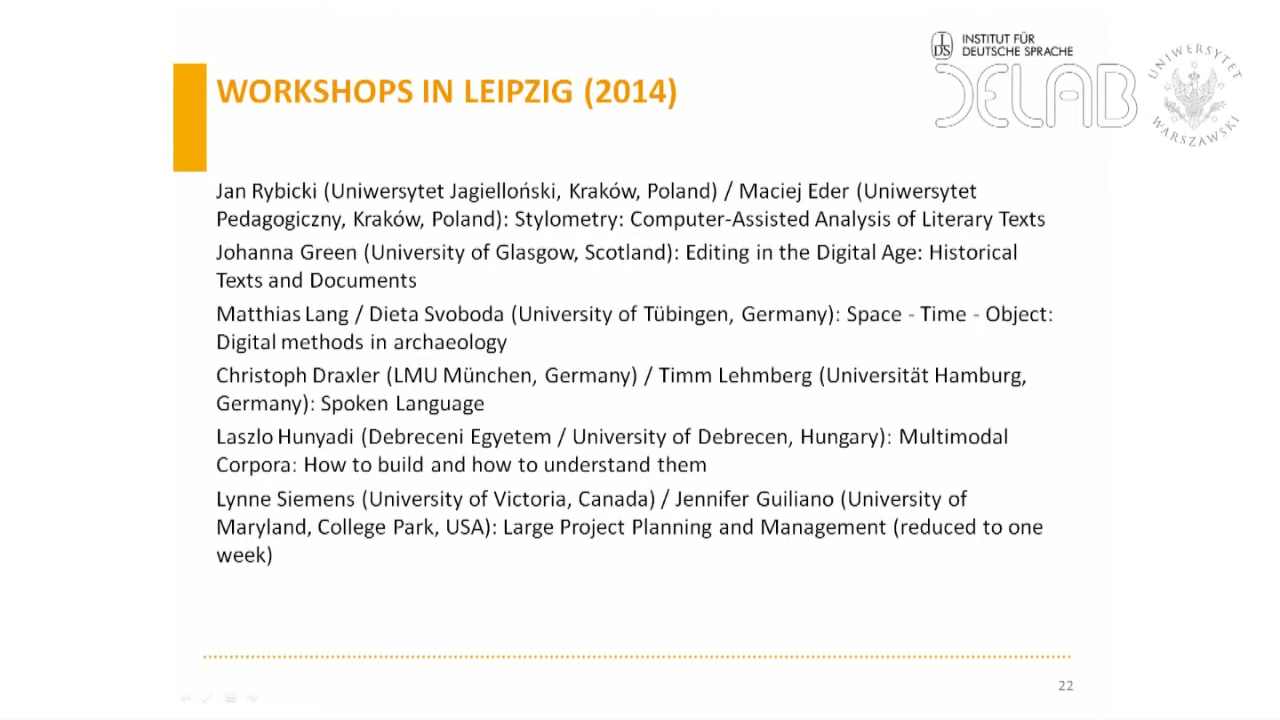 INSTITUT FÜR
IDS DEUTSCHE SPRACHE
DELAB
UNIWERSYTET WARSZAWSKI
WORKSHOPS IN LEIPZIG (2014)
Jan Rybicki (Uniwersytet Jagielloński, Kraków, Poland) / Maciej Eder (Uniwersytet
Pedagogiczny, Kraków, Poland): Stylometry: Computer-Assisted Analysis of Literary Texts
Johanna Green (University of Glasgow, Scotland): Editing in the Digital Age: Historical
Texts and Documents
Matthias Lang / Dieta Svoboda (University of Tübingen, Germany): Space - Time - Object:
Digital methods in archaeology
Christoph Draxler (LMU München, Germany) / Timm Lehmberg (Universität Hamburg,
Germany): Spoken Language
Laszlo Hunyadi (Debreceni Egyetem / University of Debrecen, Hungary): Multimodal
Corpora: How to build and how to understand them
Lynne Siemens (University of Victoria, Canada) / Jennifer Guiliano (University of
Maryland, College Park, USA): Large Project Planning and Management (reduced to one
week)
22